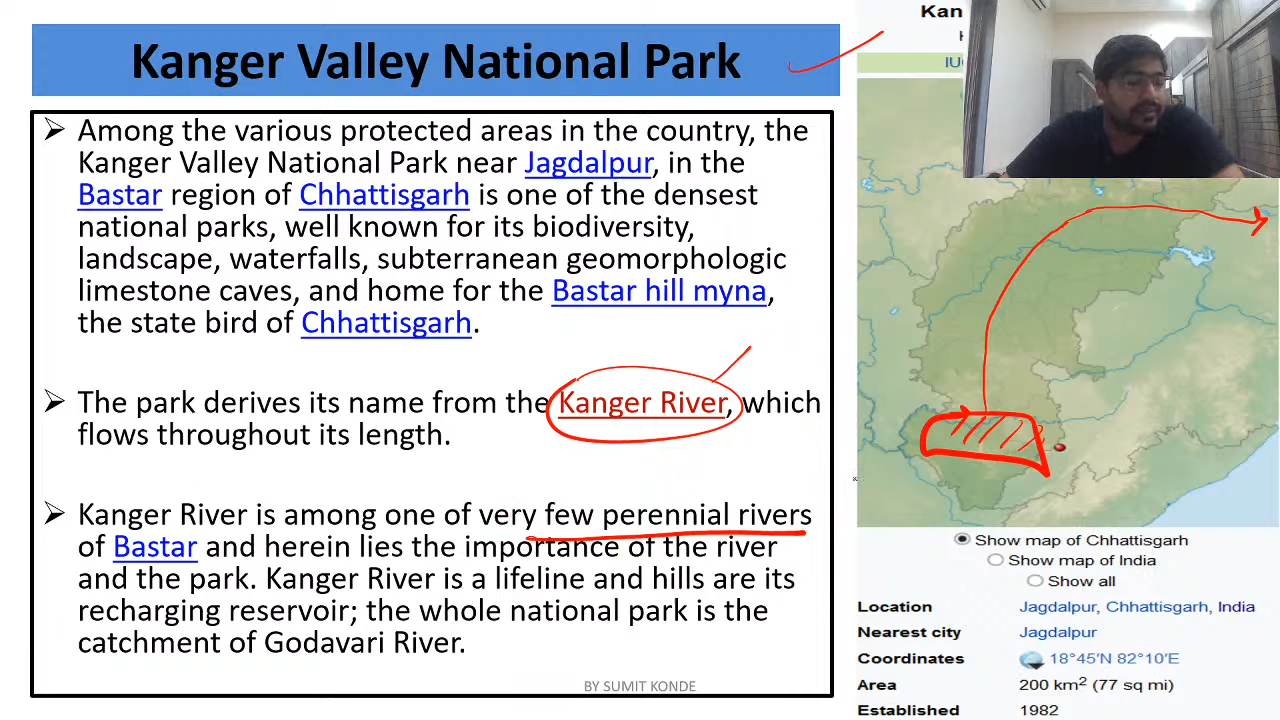 Kanger Valley National Park
➢ Among the various protected areas in the country, the
Kanger Valley National Park near Jagdalpur, in the
Bastar region of Chhattisgarh is one of the densest
national parks, well known for its biodiversity,
landscape, waterfalls, subterranean geomorphologic
limestone caves, and home for the Bastar hill myna,
the state bird of Chhattisgarh.
➢ The park derives its name from the Kanger River, which
flows throughout its length.
➢ Kanger River is among one of very few perennial rivers
of Bastar and herein lies the importance of the river
and the park. Kanger River is a lifeline and hills are its
recharging reservoir; the whole national park is the
catchment of Godavari River.
BY SUMIT KONDE
Kan
IU
Show map of Chhattisgarh
Show map of India
Show all
Location Jagdalpur, Chhattisgarh, India
Nearest city Jagdalpur
Coordinates 18°45′N 82°10′E
Area 200 km² (77 sq mi)
Established 1982